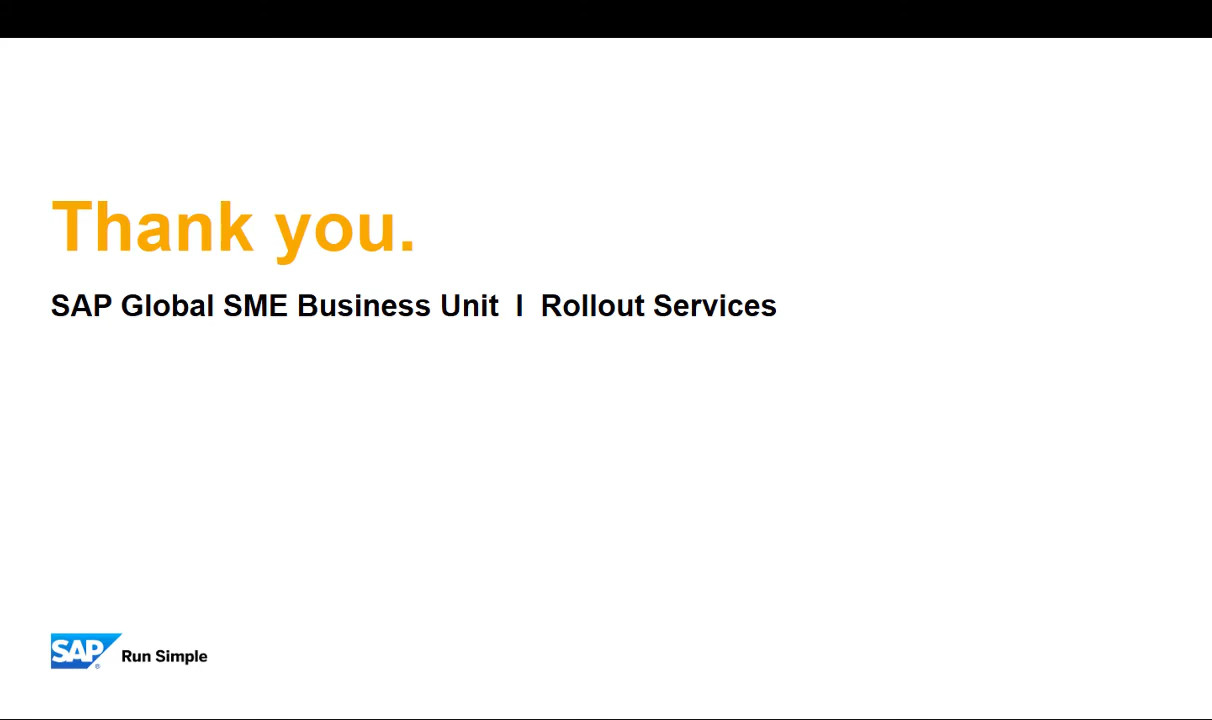 Thank you.
SAP Global SME Business Unit I Rollout Services
SAP®
Run Simple